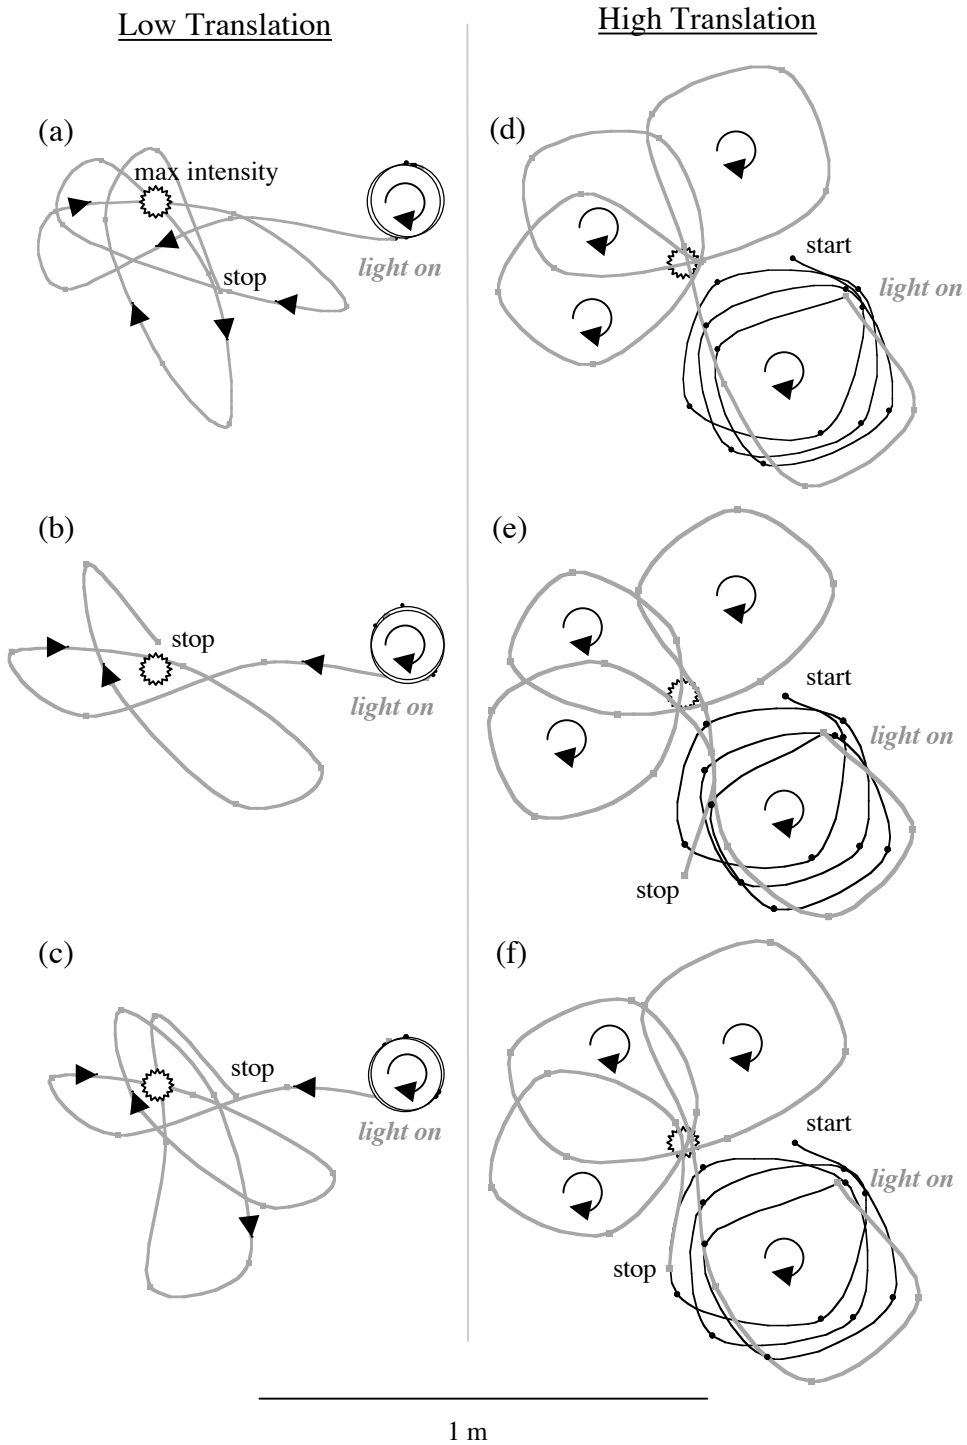 Low Translation
High Translation
(a)
max intensity
light on
stop
(b)
stop
light on
(c)
stop
light on
(d)
start
light on
(e)
start
light on
stop
(f)
start
light on
stop
1 m